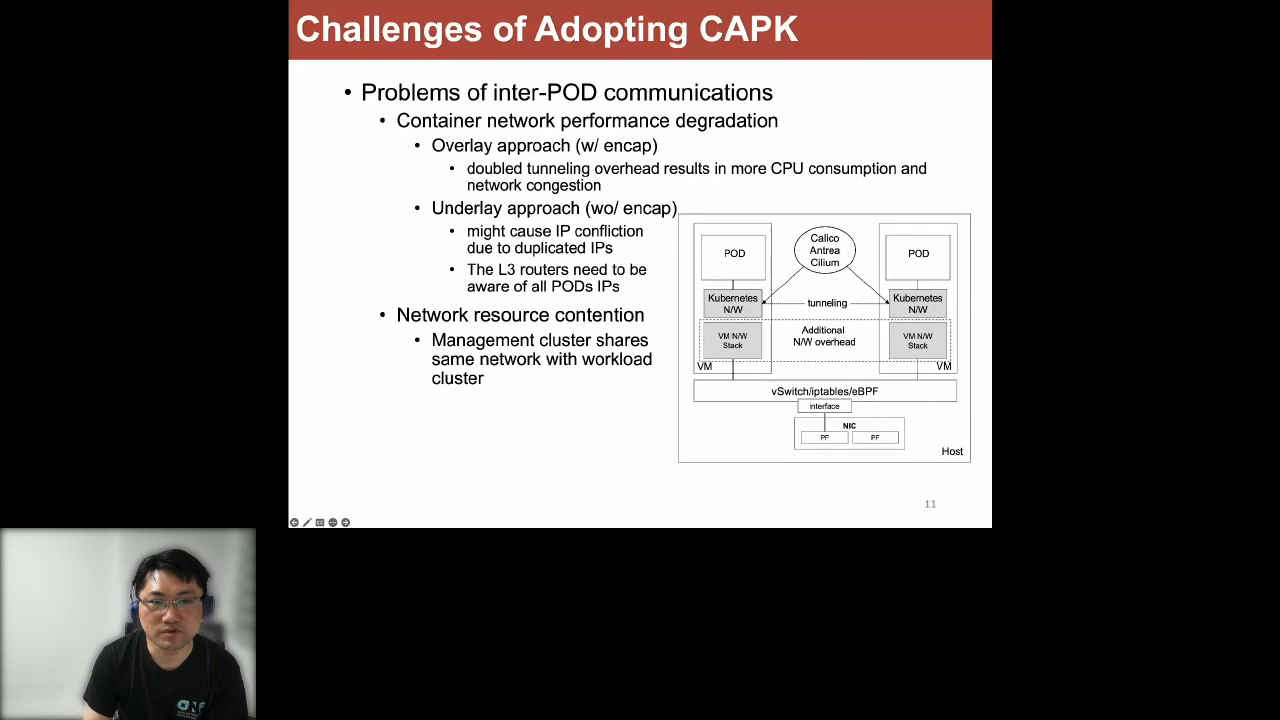 Challenges of Adopting CAPK
• Problems of inter-POD communications
• Container network performance degradation
• Overlay approach (w/ encap)
• doubled tunneling overhead results in more CPU consumption and
network congestion
• Underlay approach (wo/ encap)
• might cause IP confliction
due to duplicated IPs
• The L3 routers need to be
aware of all PODs IPs
• Network resource contention
• Management cluster shares
same network with workload
cluster
POD
Calico
Antrea
Cilium
POD
Kubernetes
N/W
tunneling
Kubernetes
N/W
VM N/W
Stack
Additional
N/W overhead
VM N/W
Stack
VM
VM
vSwitch/iptables/eBPF
interface
NIC
PF
PF
Host
11